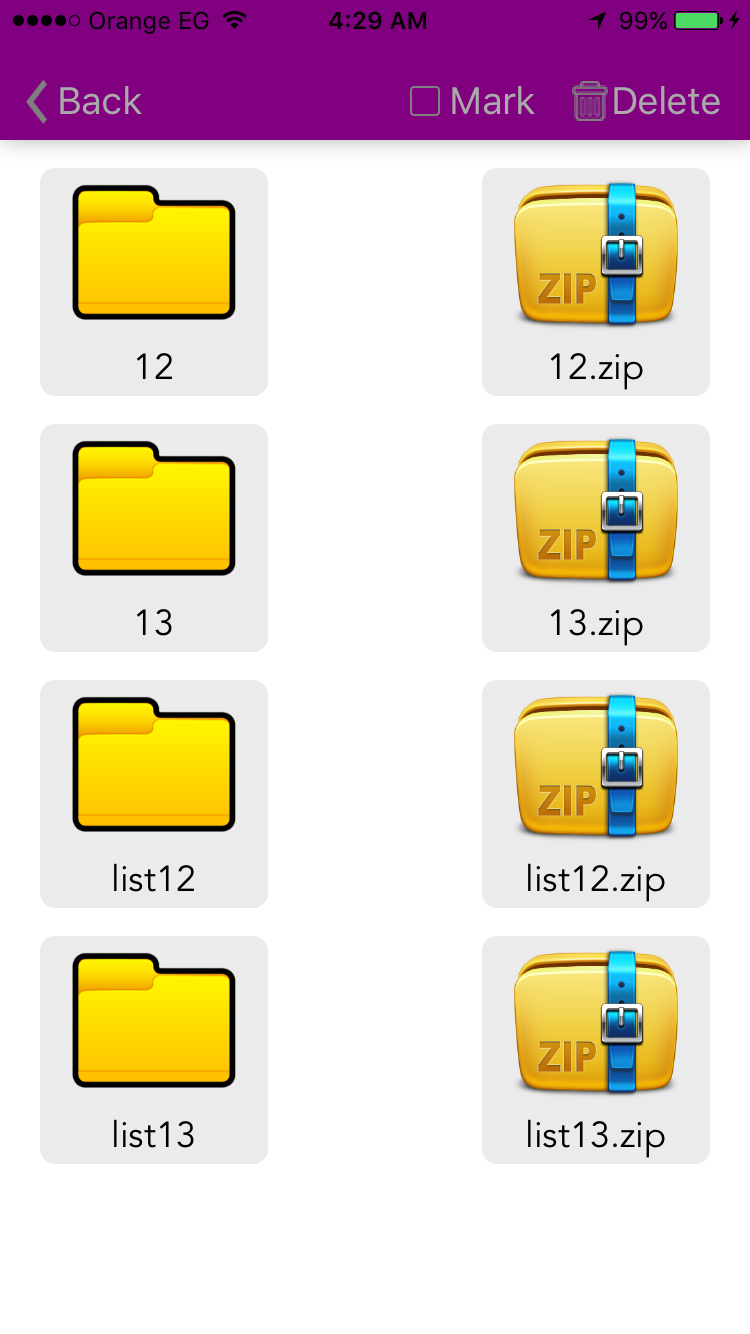 Orange EG 4:29 AM 99%
Back Mark Delete
ZIP ZIP
12 12.zip
ZIP
13 13.zip
ZIP
list12 list12.zip
ZIP
list13 list13.zip